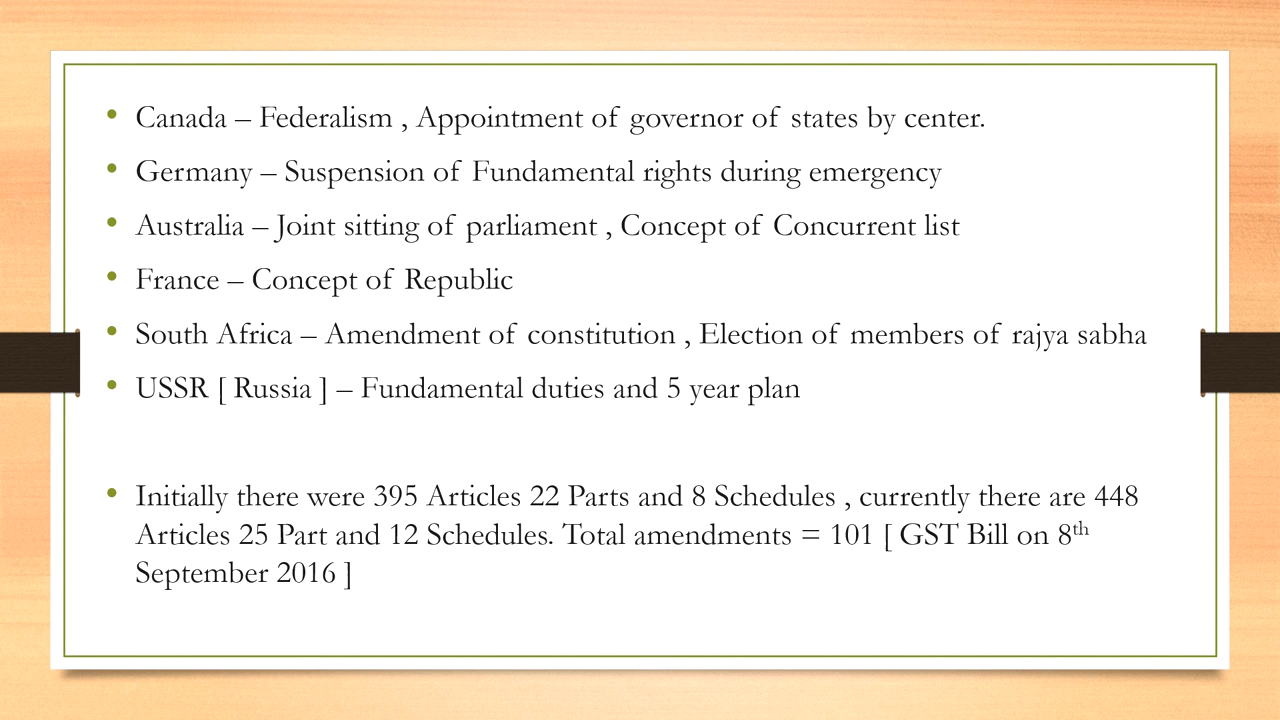 • Canada – Federalism , Appointment of governor of states by center.
• Germany – Suspension of Fundamental rights during emergency
• Australia – Joint sitting of parliament , Concept of Concurrent list
• France – Concept of Republic
• South Africa – Amendment of constitution , Election of members of rajya sabha
• USSR [ Russia ] – Fundamental duties and 5 year plan
• Initially there were 395 Articles 22 Parts and 8 Schedules , currently there are 448
Articles 25 Part and 12 Schedules. Total amendments = 101 [ GST Bill on 8th
September 2016 ]